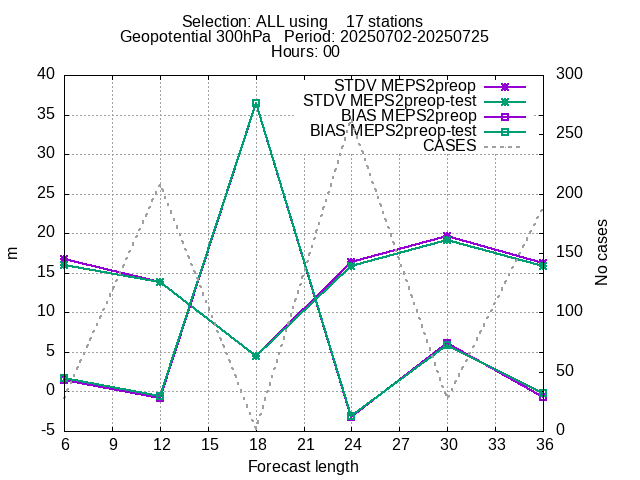 Selection: ALL using    17 stations
Geopotential 300hPa   Period: 20250702-20250725
Hours: 00
STDV MEPS2preop
STDV MEPS2preop-test
BIAS MEPS2preop
BIAS MEPS2preop-test
CASES
40
35
30
25
20
15
10
5
0
-5
m
300
250
200
150
100
50
0
No cases
6 9 12 15 18 21 24 27 30 33 36
Forecast length